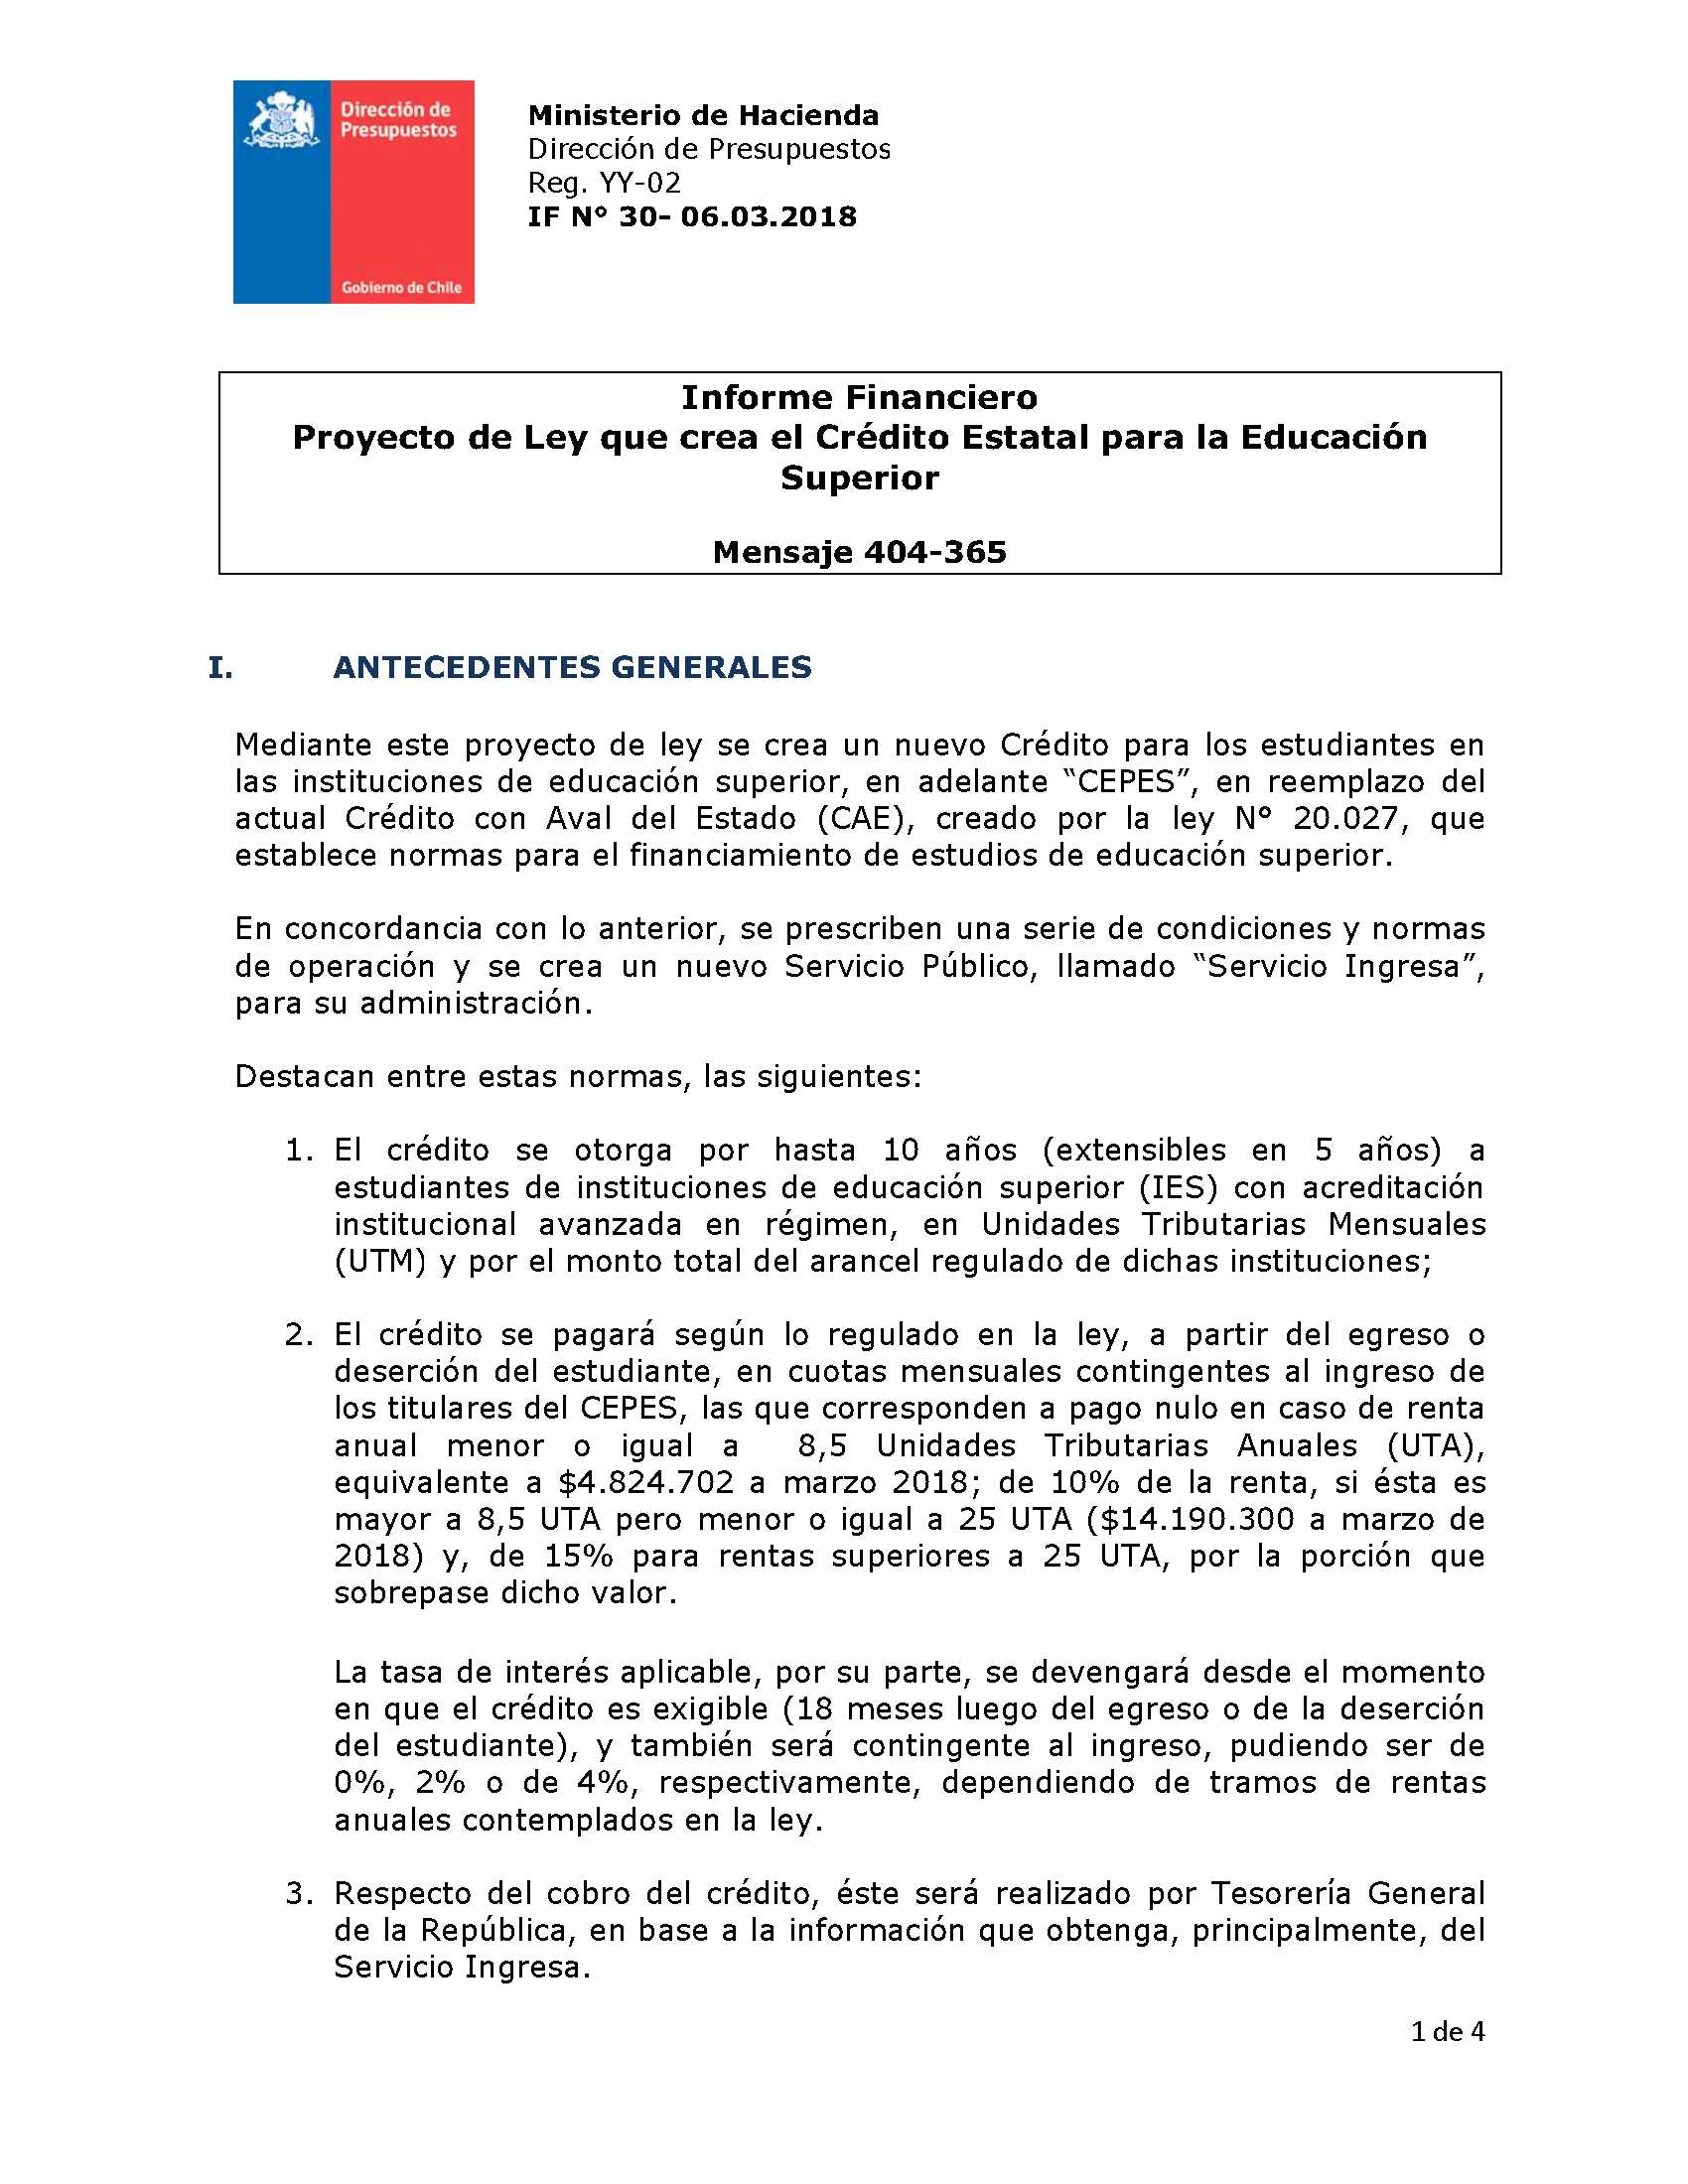 Dirección de
Presupuestos
Gobierno de Chile
Ministerio de Hacienda
Dirección de Presupuestos
Reg. YY-02
IF N° 30- 06.03.2018
Informe Financiero
Proyecto de Ley que crea el Crédito Estatal para la Educación
Superior
Mensaje 404-365
I. ANTECEDENTES GENERALES
Mediante este proyecto de ley se crea un nuevo Crédito para los estudiantes en
las instituciones de educación superior, en adelante “CEPES”, en reemplazo del
actual Crédito con Aval del Estado (CAE), creado por la ley N° 20.027, que
establece normas para el financiamiento de estudios de educación superior.
En concordancia con lo anterior, se prescriben una serie de condiciones y normas
de operación y se crea un nuevo Servicio Público, llamado “Servicio Ingresa”,
para su administración.
Destacan entre estas normas, las siguientes:
1. El crédito se otorga por hasta 10 años (extensibles en 5 años) a
estudiantes de instituciones de educación superior (IES) con acreditación
institucional avanzada en régimen, en Unidades Tributarias Mensuales
(UTM) y por el monto total del arancel regulado de dichas instituciones;
2. El crédito se pagará según lo regulado en la ley, a partir del egreso o
deserción del estudiante, en cuotas mensuales contingentes al ingreso de
los titulares del CEPES, las que corresponden a pago nulo en caso de renta
anual menor o igual a 8,5 Unidades Tributarias Anuales (UTA),
equivalente a $4.824.702 a marzo 2018; de 10% de la renta, si ésta es
mayor a 8,5 UTA pero menor o igual a 25 UTA ($14.190.300 a marzo de
2018) y, de 15% para rentas superiores a 25 UTA, por la porción que
sobrepase dicho valor.
La tasa de interés aplicable, por su parte, se devengará desde el momento
en que el crédito es exigible (18 meses luego del egreso o de la deserción
del estudiante), y también será contingente al ingreso, pudiendo ser de
0%, 2% o de 4%, respectivamente, dependiendo de tramos de rentas
anuales contemplados en la ley.
3. Respecto del cobro del crédito, éste será realizado por Tesorería General
de la República, en base a la información que obtenga, principalmente, del
Servicio Ingresa.
1 de 4